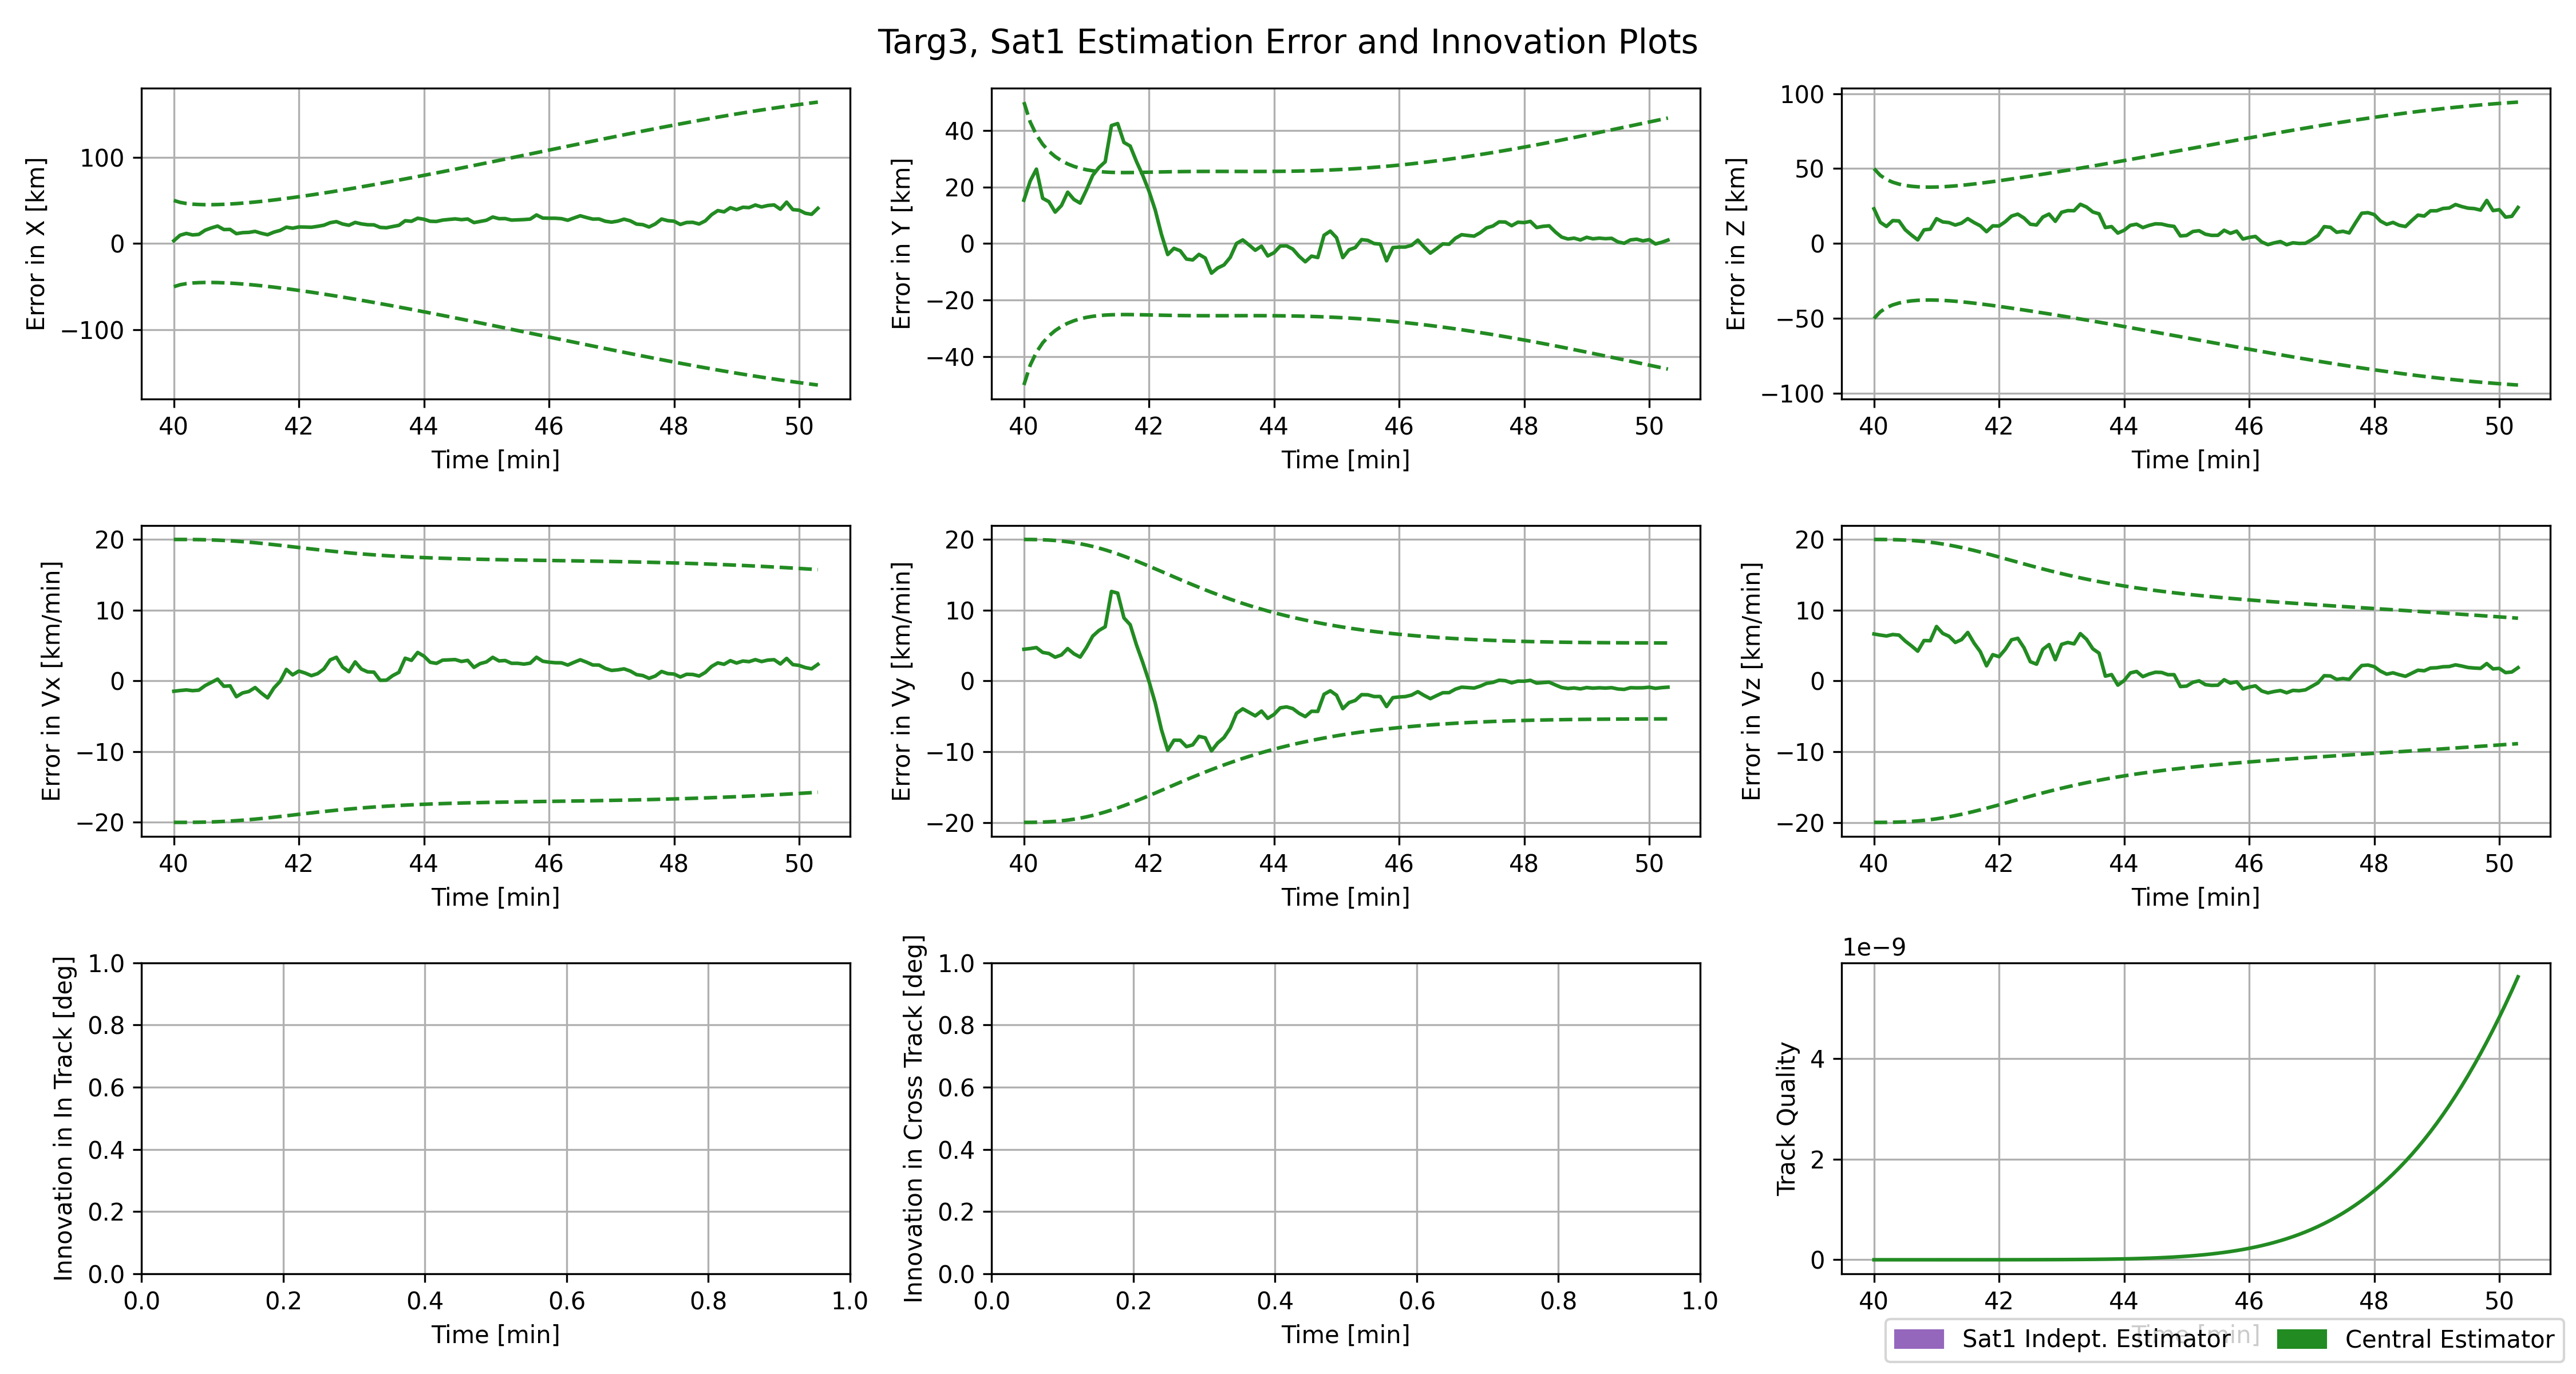 Targ3, Sat1 Estimation Error and Innovation Plots
Error in X [km]
100
0
−100
40 42 44 46 48 50
Time [min]
Error in Y [km]
40
20
0
−20
−40
40 42 44 46 48 50
Time [min]
Error in Z [km]
100
50
0
−50
−100
40 42 44 46 48 50
Time [min]
Error in Vx [km/min]
20
10
0
−10
−20
40 42 44 46 48 50
Time [min]
Error in Vy [km/min]
20
10
0
−10
−20
40 42 44 46 48 50
Time [min]
Error in Vz [km/min]
20
10
0
−10
−20
40 42 44 46 48 50
Time [min]
Innovation in In Track [deg]
1.0
0.8
0.6
0.4
0.2
0.0
0.0 0.2 0.4 0.6 0.8 1.0
Time [min]
Innovation in Cross Track [deg]
1.0
0.8
0.6
0.4
0.2
0.0
0.0 0.2 0.4 0.6 0.8 1.0
Time [min]
1e−9
Track Quality
4
2
0
40 42 44 46 48 50
Time [min]
Sat1 Indept. Estimator Central Estimator